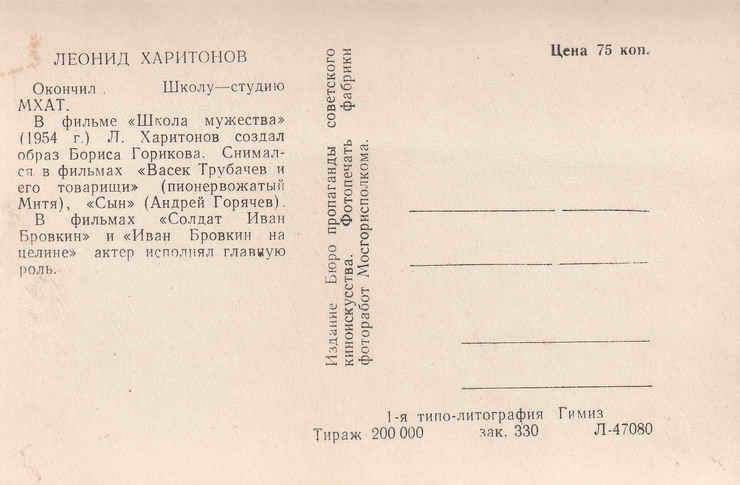 ЛЕОНИД ХАРИТОНОВ
Окончил . Школу—студию
МХАТ.
В фильме «Школа мужества»
(1954 г.) Л. Харитонов создал
образ Бориса Горикова. Снимал-
ся в фильмах «Васек Трубачев и
его товарищи» (пионервожатый
Митя), «Сын» (Андрей Горячев).
В фильмах «Солдат Иван
Бровкин» и «Иван Бровкин на
целине» актер исполнял главную
роль.
Издание Бюро пропаганды советского
киноискусства. Фотопечать фабрики
фоторабот Мосгорисполкома.
Цена 75 коп.
1-я типо-литография Гимиз
Тираж 200 000 зак. 330 Л-47080